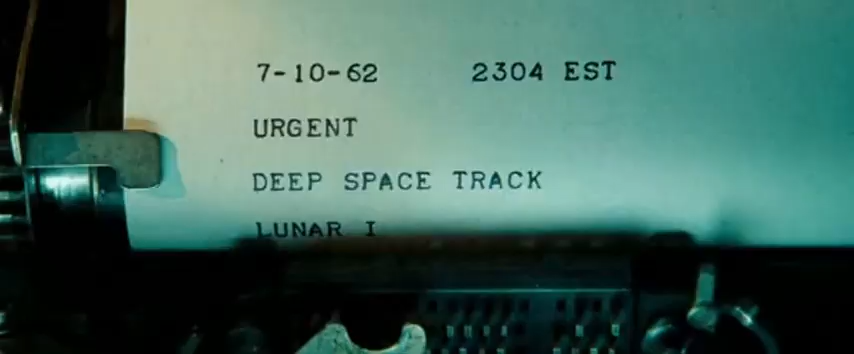 7-10-62 2304 EST
URGENT
DEEP SPACE TRACK
LUNAR I